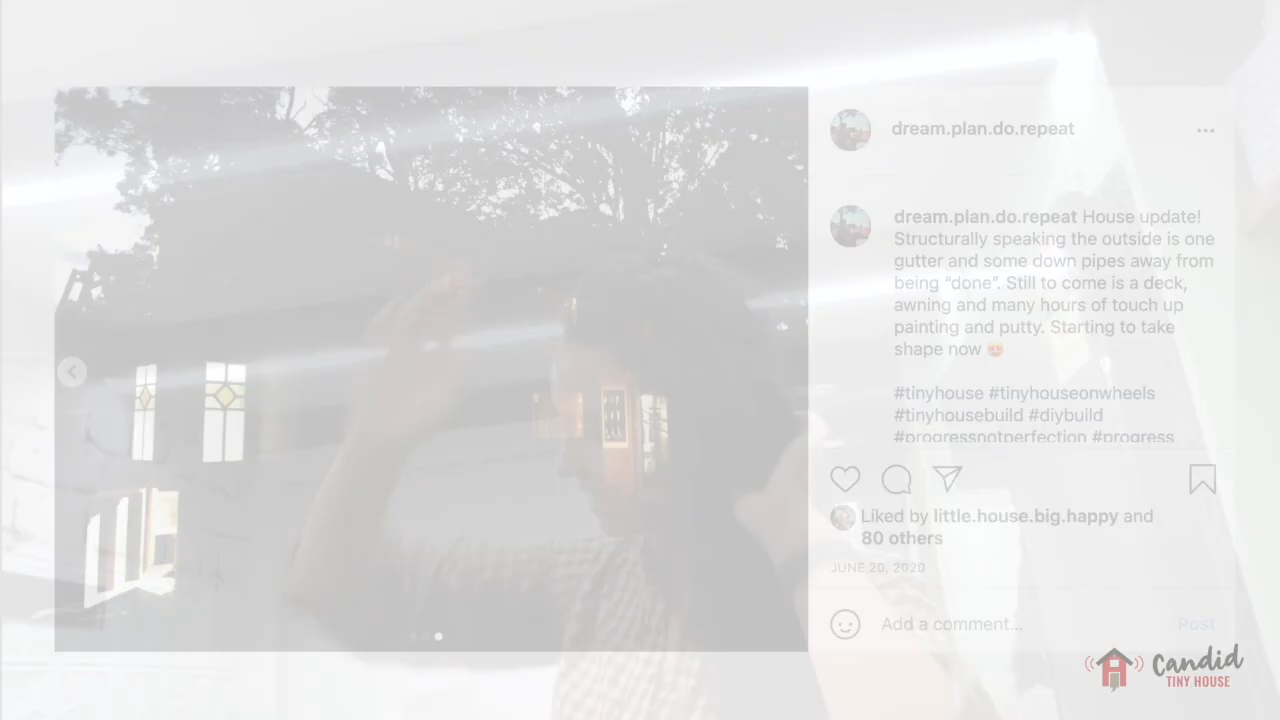 dream.plan.do.repeat
dream.plan.do.repeat House update!
Structurally speaking the outside is one
gutter and some down pipes away from
being “done”. Still to come is a deck,
awning and many hours of touch up
painting and putty. Starting to take
shape now 😍
#tinyhouse #tinyhouseonwheels
#tinyhousebuild #diybuild
#progressnotperfection #progress
Liked by little.house.big.happy and
80 others
JUNE 20, 2020
Add a comment...
Post
Candid
TINY HOUSE